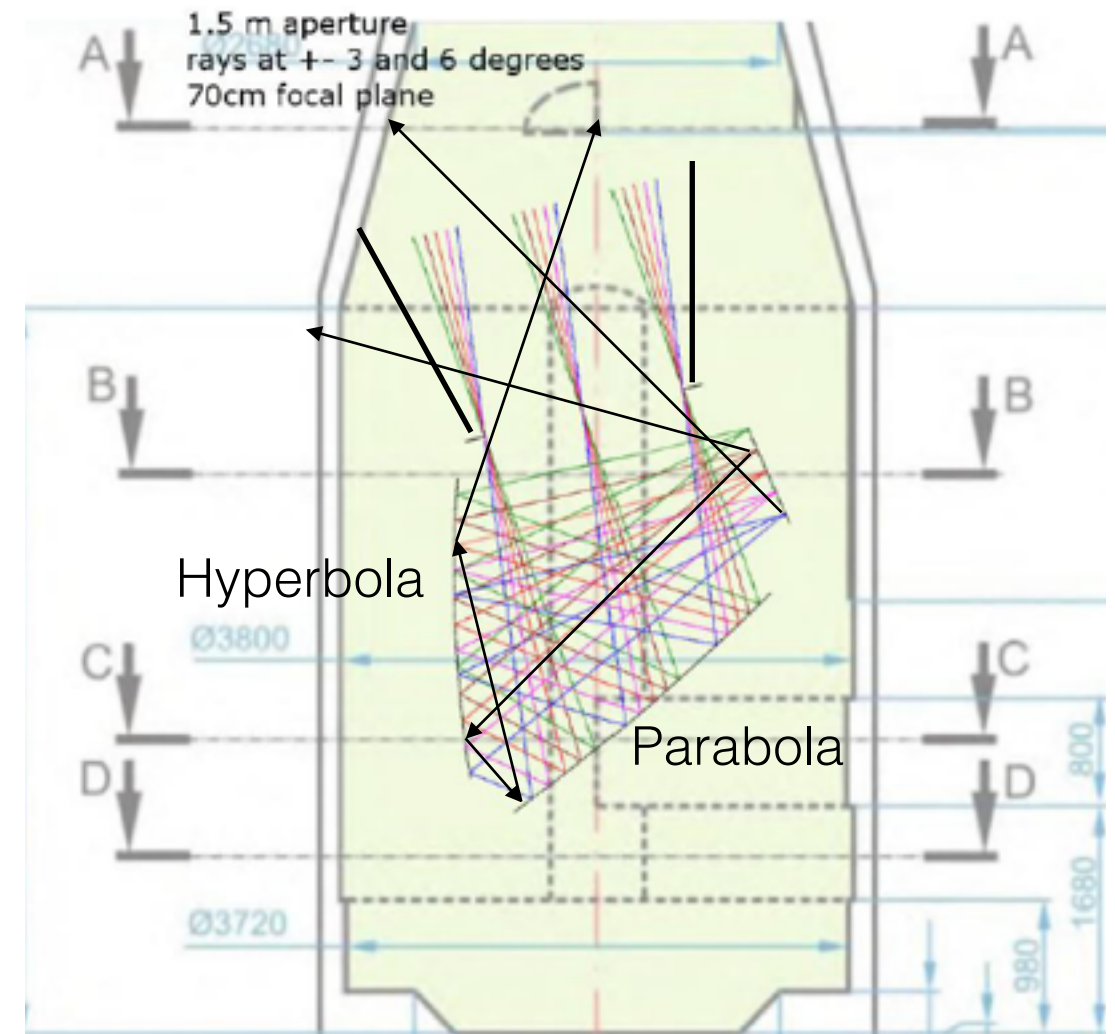 1.5 m aperture
Ø2680
rays at +- 3 and 6 degrees
70cm focal plane
A
A
B
B
Hyperbola
Ø3800
C
C
Parabola
800
D
D
1680
Ø3720
980